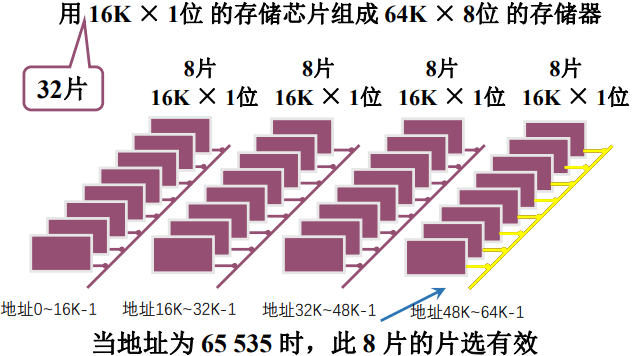 用 16K × 1位 的存储芯片组成 64K × 8位 的存储器
32片
8片 8片 8片 8片
16K × 1位 16K × 1位 16K × 1位 16K × 1位
地址0~16K-1 地址16K~32K-1 地址32K~48K-1 地址48K~64K-1
当地址为 65 535 时，此 8 片的片选有效